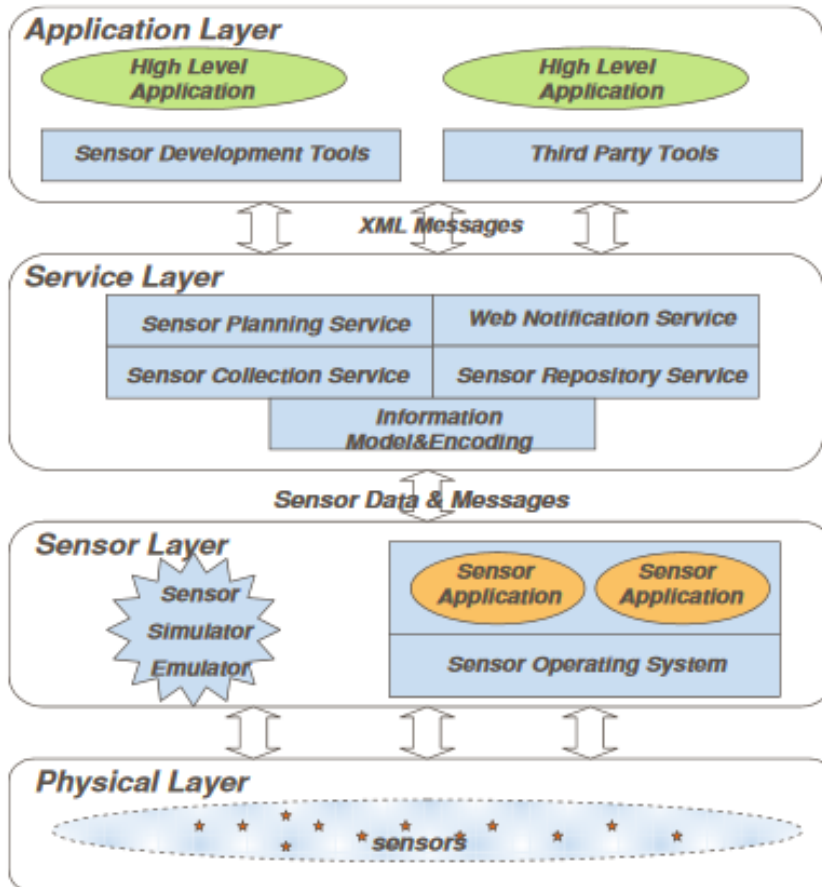 Application Layer
High Level
Application
High Level
Application
Sensor Development Tools
Third Party Tools
XML Messages
Service Layer
Sensor Planning Service
Web Notification Service
Sensor Collection Service
Sensor Repository Service
Information
Model&Encoding
Sensor Data & Messages
Sensor Layer
Sensor
Simulator
Emulator
Sensor
Application
Sensor
Application
Sensor Operating System
Physical Layer
sensors